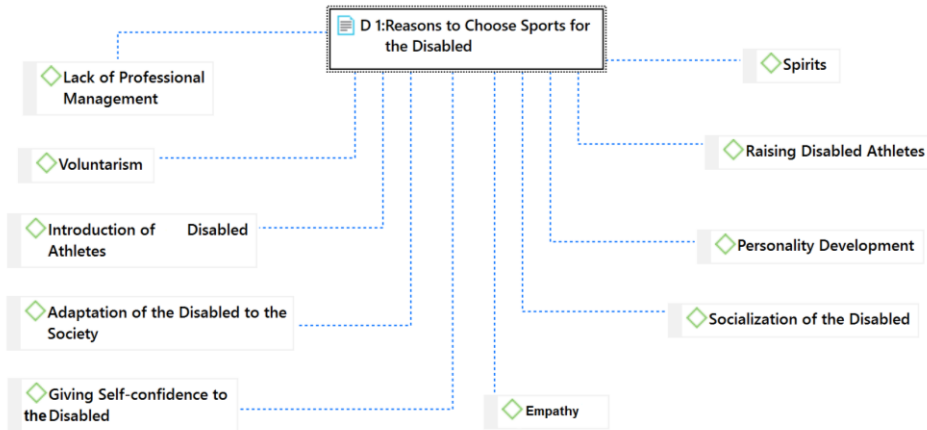 D 1:Reasons to Choose Sports for
the Disabled
Lack of Professional
Management
Spirits
Voluntarism
Raising Disabled Athletes
Introduction of Disabled
Athletes
Personality Development
Adaptation of the Disabled to the
Society
Socialization of the Disabled
Giving Self-confidence to
the Disabled
Empathy